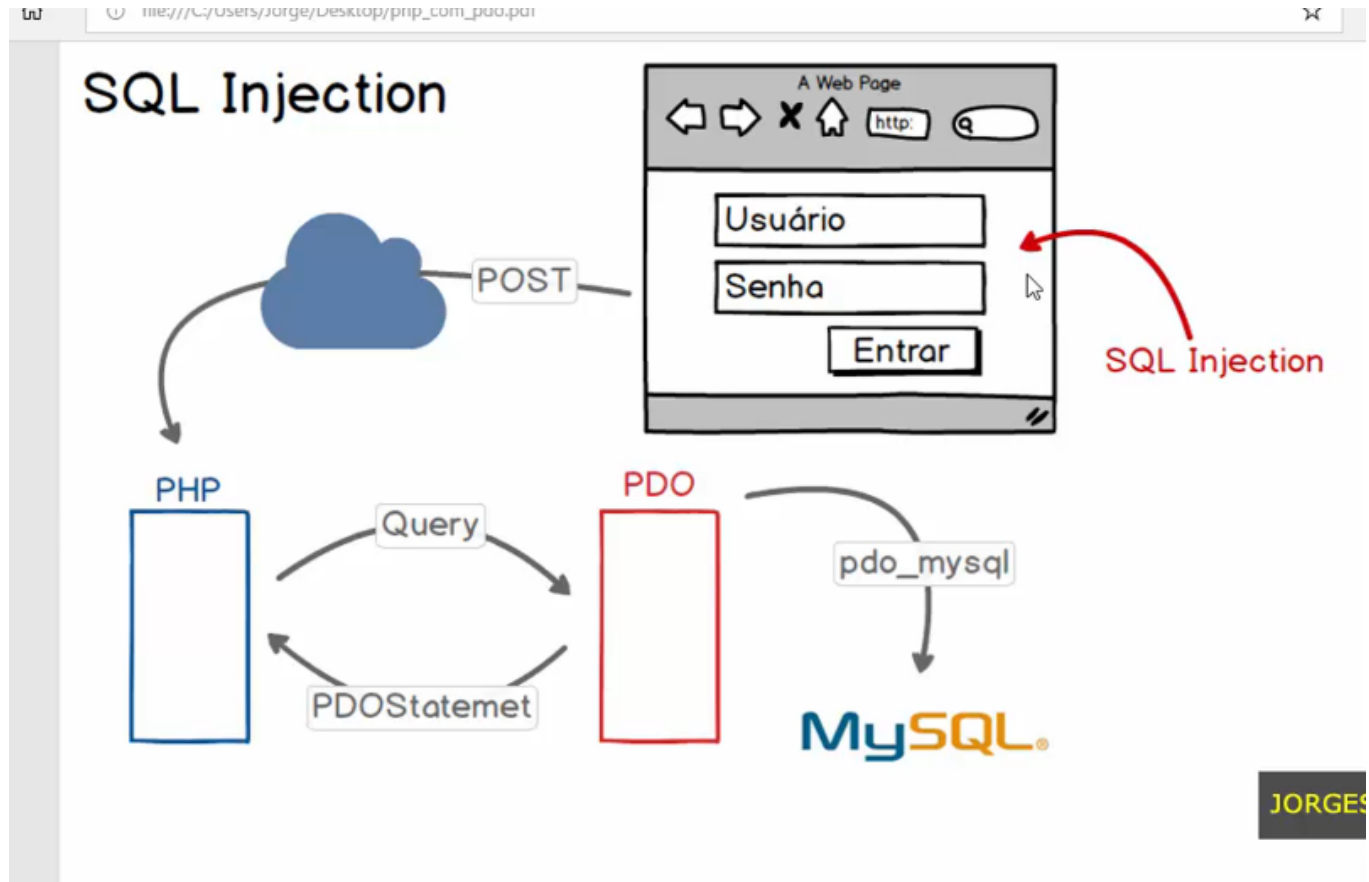 file:///C:/Users/Jorge/Desktop/php_com_pdo.pdf
SQL Injection
A Web Page
http:
Usuário
POST
Senha
Entrar
SQL Injection
PHP
PDO
Query
pdo_mysql
PDOStatemet
MySQL®
JORGES